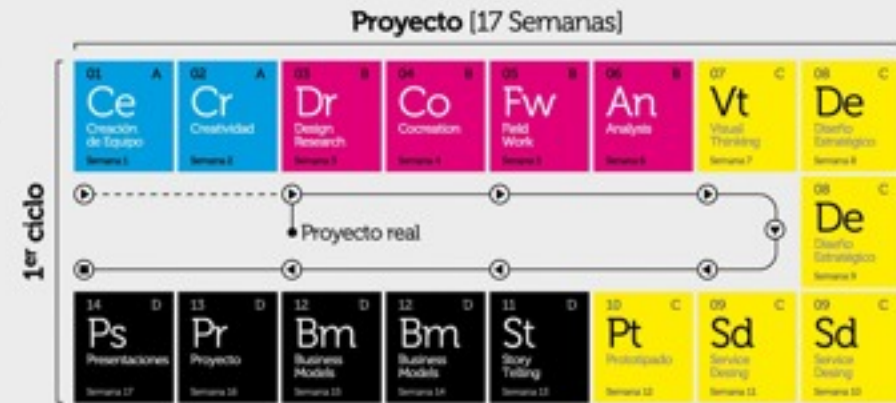 Proyecto [17 Semanas]
1er ciclo
01 A
Ce
Creación
de Equipo
Semana 1
02 A
Cr
Creatividad
Semana 2
03 B
Dr
Design
Research
Semana 3
04 B
Co
Cocreation
Semana 4
05 B
Fw
Field
Work
Semana 5
06 B
An
Analysis
Semana 6
07 C
Vt
Visual
Thinking
Semana 7
08 C
De
Diseño
Estratégico
Semana 8
08 C
De
Diseño
Estratégico
Semana 9
Proyecto real
14 D
Ps
Presentaciones
Semana 17
13 D
Pr
Proyecto
Semana 16
12 D
Bm
Business
Models
Semana 15
12 D
Bm
Business
Models
Semana 14
11 D
St
Story
Telling
Semana 13
10 C
Pt
Prototipado
Semana 12
09 C
Sd
Service
Desing
Semana 11
09 C
Sd
Service
Desing
Semana 10